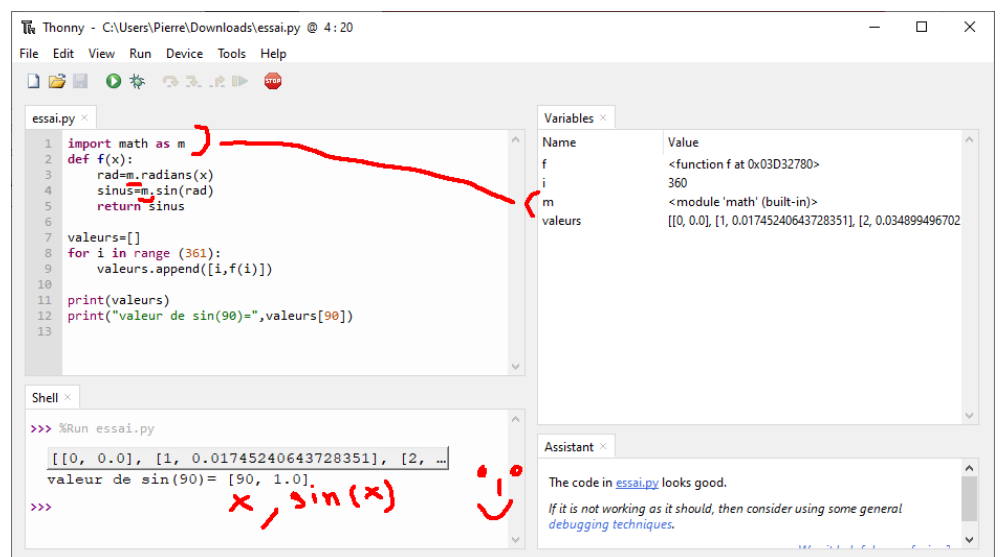 Thonny - C:\Users\Pierre\Downloads\essai.py @ 4:20
File Edit View Run Device Tools Help
STOP
essai.py ×
1 import math as m
2 def f(x):
3 rad=m.radians(x)
4 sinus=m.sin(rad)
5 return sinus
6
7 valeurs=[]
8 for i in range (361):
9 valeurs.append([i,f(i)])
10
11 print(valeurs)
12 print("valeur de sin(90)=",valeurs[90])
13
Variables ×
Name Value
f <function f at 0x03D32780>
i 360
m <module 'math' (built-in)>
valeurs [[0, 0.0], [1, 0.01745240643728351], [2, 0.034899496702
Shell ×
>>> %Run essai.py
[[0, 0.0], [1, 0.01745240643728351], [2, …
valeur de sin(90)= [90, 1.0]
>>>
x, sin(x)
Assistant ×
The code in essai.py looks good.
If it is not working as it should, then consider using some general
debugging techniques.